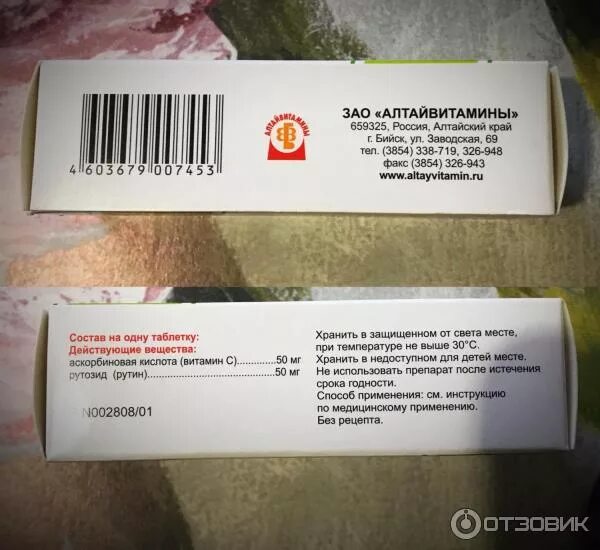 4 603679 007453
АЛТАЙВИТАМИНЫ
ЗАО «АЛТАЙВИТАМИНЫ»
659325, Россия, Алтайский край
г. Бийск, ул. Заводская, 69
тел. (3854) 338-719, 326-948
факс (3854) 326-943
www.altayvitamin.ru
Состав на одну таблетку:
Действующие вещества:
аскорбиновая кислота (витамин С)..............50 мг
рутозид (рутин)................................................50 мг
N002808/01
Хранить в защищенном от света месте,
при температуре не выше 30°С.
Хранить в недоступном для детей месте.
Не использовать препарат после истечения
срока годности.
Способ применения: см. инструкцию
по медицинскому применению.
Без рецепта.
ОТЗОВИК